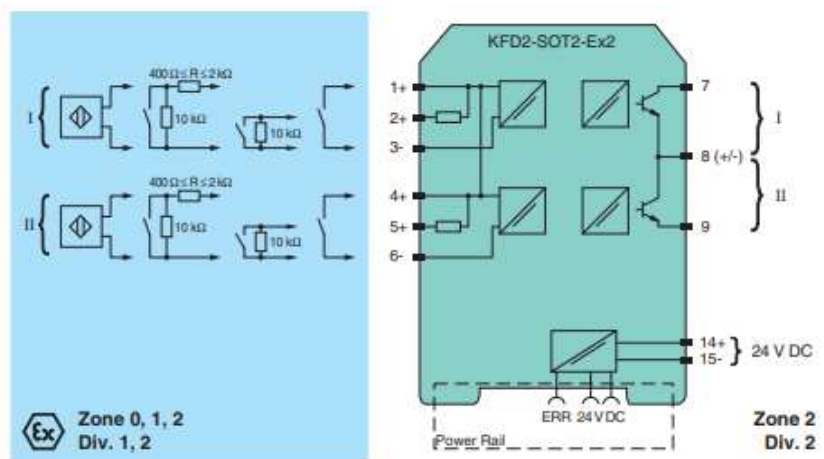 KFD2-SOT2-Ex2
400 Ω ≤ R ≤ 2 kΩ
I
10 kΩ
10 kΩ
1+
2+
3-
7
I
8 (+/-)
400 Ω ≤ R ≤ 2 kΩ
II
10 kΩ
10 kΩ
4+
5+
6-
II
9
14+
15-
24 V DC
ERR 24 V DC
Power Rail
Ex
Zone 0, 1, 2
Div. 1, 2
Zone 2
Div. 2